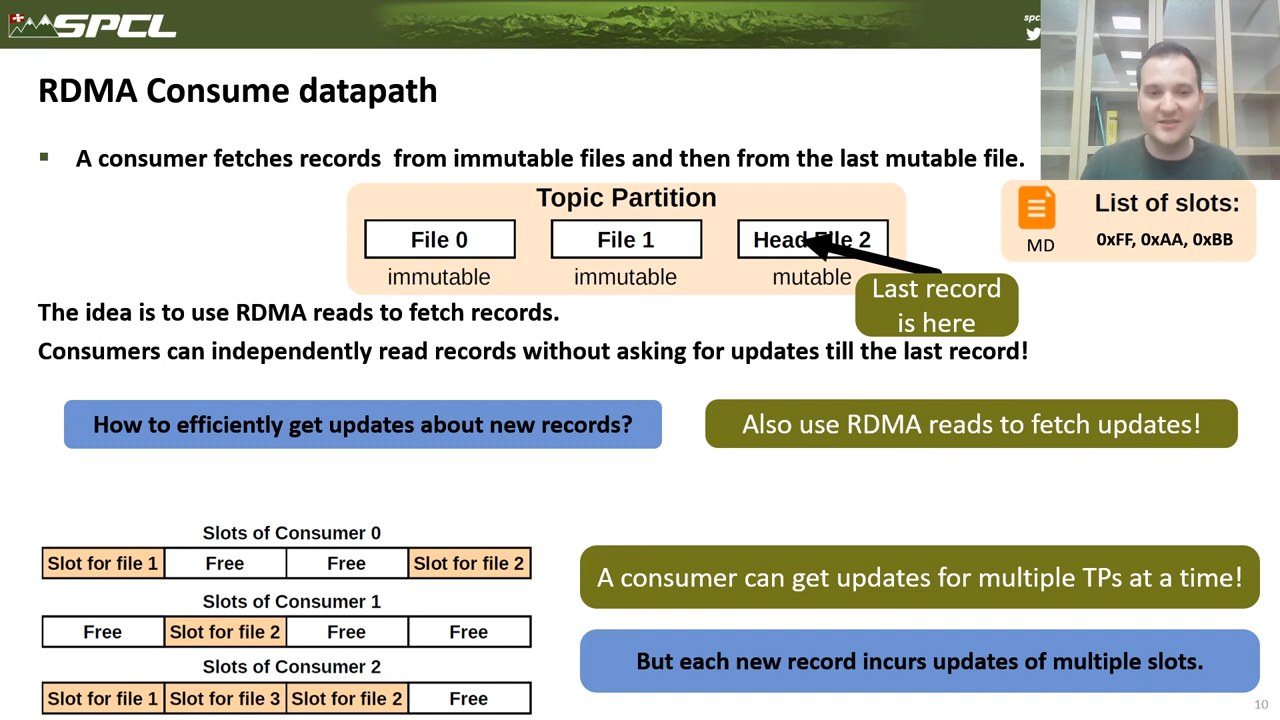 SPCL
spcl
RDMA Consume datapath
A consumer fetches records from immutable files and then from the last mutable file.
Topic Partition
File 0
File 1
Head File 2
immutable
immutable
mutable
MD
List of slots:
0xFF, 0xAA, 0xBB
Last record
is here
The idea is to use RDMA reads to fetch records.
Consumers can independently read records without asking for updates till the last record!
How to efficiently get updates about new records?
Also use RDMA reads to fetch updates!
Slots of Consumer 0
Slot for file 1
Free
Free
Slot for file 2
Slots of Consumer 1
Free
Slot for file 2
Free
Free
Slots of Consumer 2
Slot for file 1
Slot for file 3
Slot for file 2
Free
A consumer can get updates for multiple TPs at a time!
But each new record incurs updates of multiple slots.
10